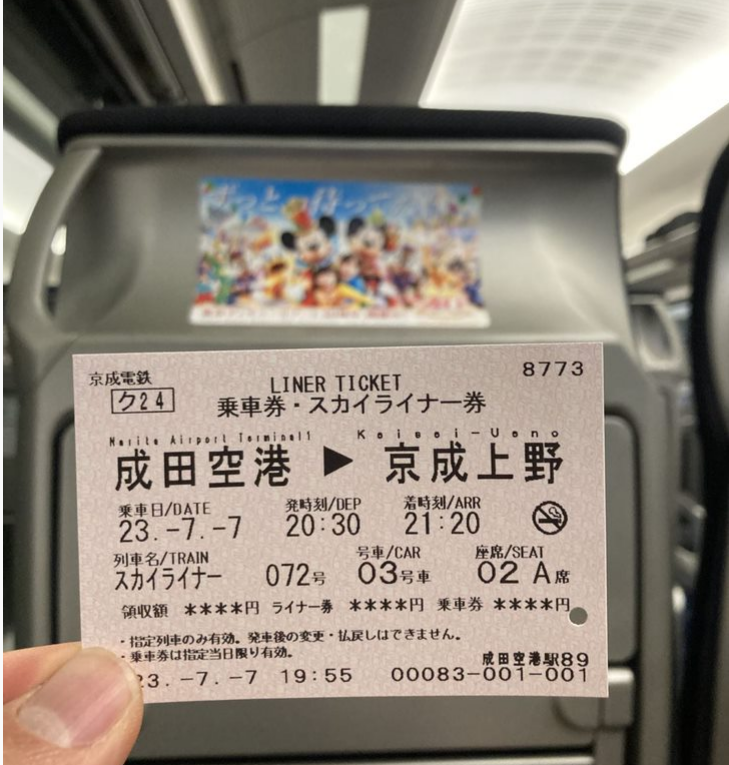 京成電鉄
8773
ク24
LINER TICKET
乗車券・スカイライナー券
Narita Airport Terminal1 Keisei-Ueno
成田空港 ▶ 京成上野
乗車日/DATE 発時刻/DEP 着時刻/ARR
23.-7.-7 20:30 21:20
列車名/TRAIN 号車/CAR 座席/SEAT
スカイライナー 072号 03号車 02 A席
領収額 ****円 ライナー券 ****円 乗車券 ****円
・指定列車のみ有効。発車後の変更・払戻しはできません。
・乗車券は指定当日限り有効。
成田空港駅89
23.-7.-7 19:55 00083-001-001